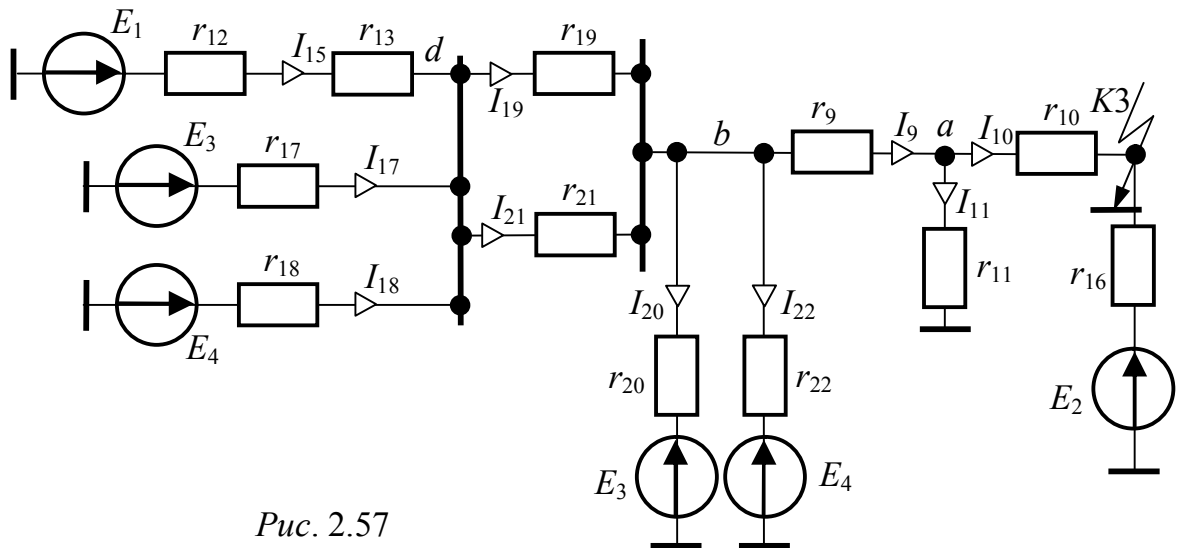 E1 r12 I15 r13 d I19 r19
E3 r17 I17
E4 r18 I18
I21 r21
b r9 I9 a I10 r10 K3
I11 r11 r16
I20 I22
r20 r22
E3 E4 E2
Рис. 2.57